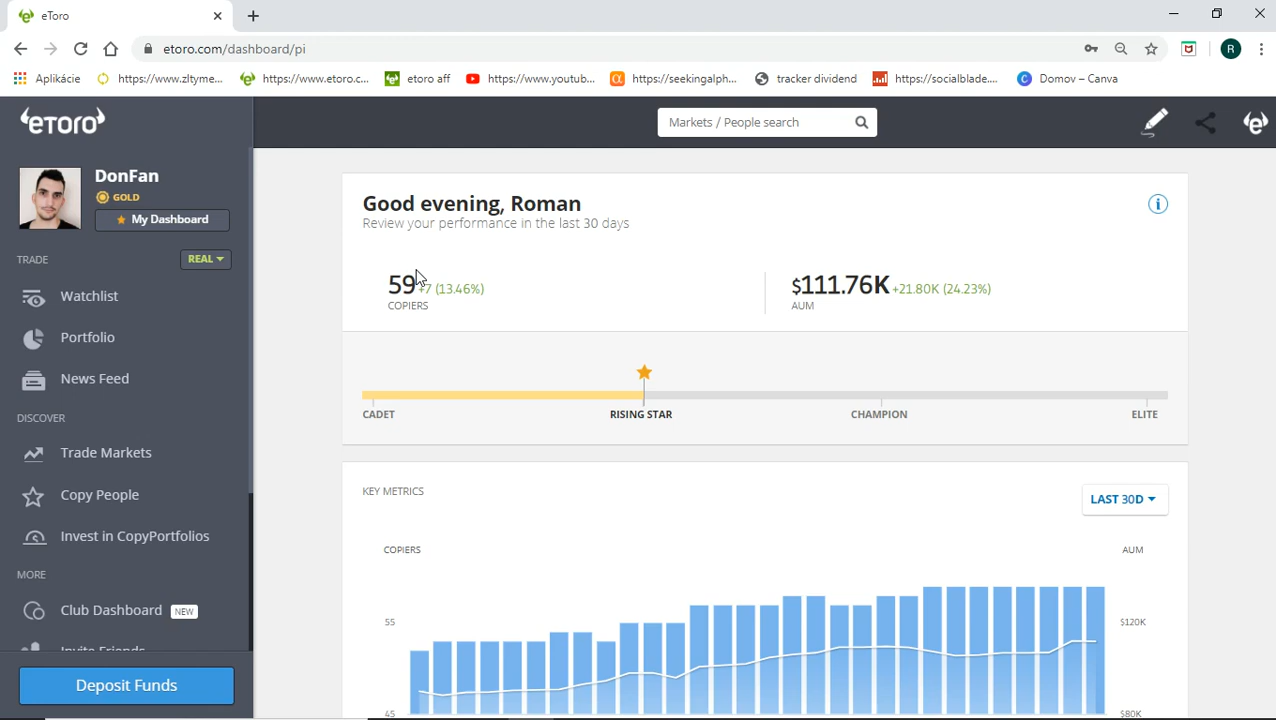 eToro
etoro.com/dashboard/pi
R
Aplikácie
https://www.zltyme...
https://www.etoro.c...
etoro aff
https://www.youtub...
https://seekingalph...
tracker dividend
https://socialblade....
Domov – Canva
eToro
Markets / People search
DonFan
GOLD
My Dashboard
TRADE
REAL
Watchlist
Portfolio
News Feed
DISCOVER
Trade Markets
Copy People
Invest in CopyPortfolios
MORE
Club Dashboard NEW
Invite Friends
Deposit Funds
Good evening, Roman
Review your performance in the last 30 days
59 +7 (13.46%)
COPIERS
$111.76K +21.80K (24.23%)
AUM
CADET
RISING STAR
CHAMPION
ELITE
KEY METRICS
LAST 30D
COPIERS
AUM
55
$120K
45
$80K